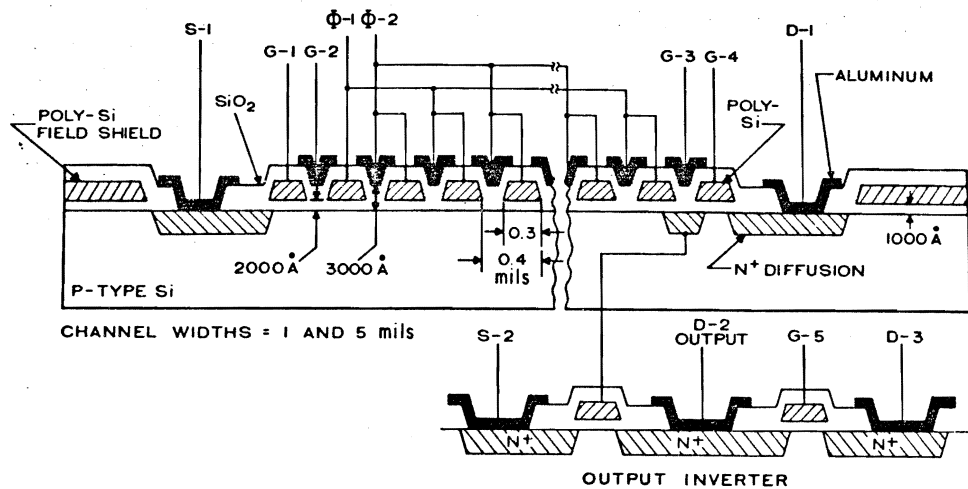 Φ-1 Φ-2
S-1
D-1
G-1 G-2
G-3 G-4
ALUMINUM
POLY-Si
FIELD SHIELD
SiO₂
POLY-
Si
0.3
0.4
mils
2000 Å
3000 Å
1000 Å
N⁺ DIFFUSION
P-TYPE Si
CHANNEL WIDTHS = 1 AND 5 mils
S-2
D-2
OUTPUT
G-5
D-3
N⁺
N⁺
N⁺
OUTPUT INVERTER